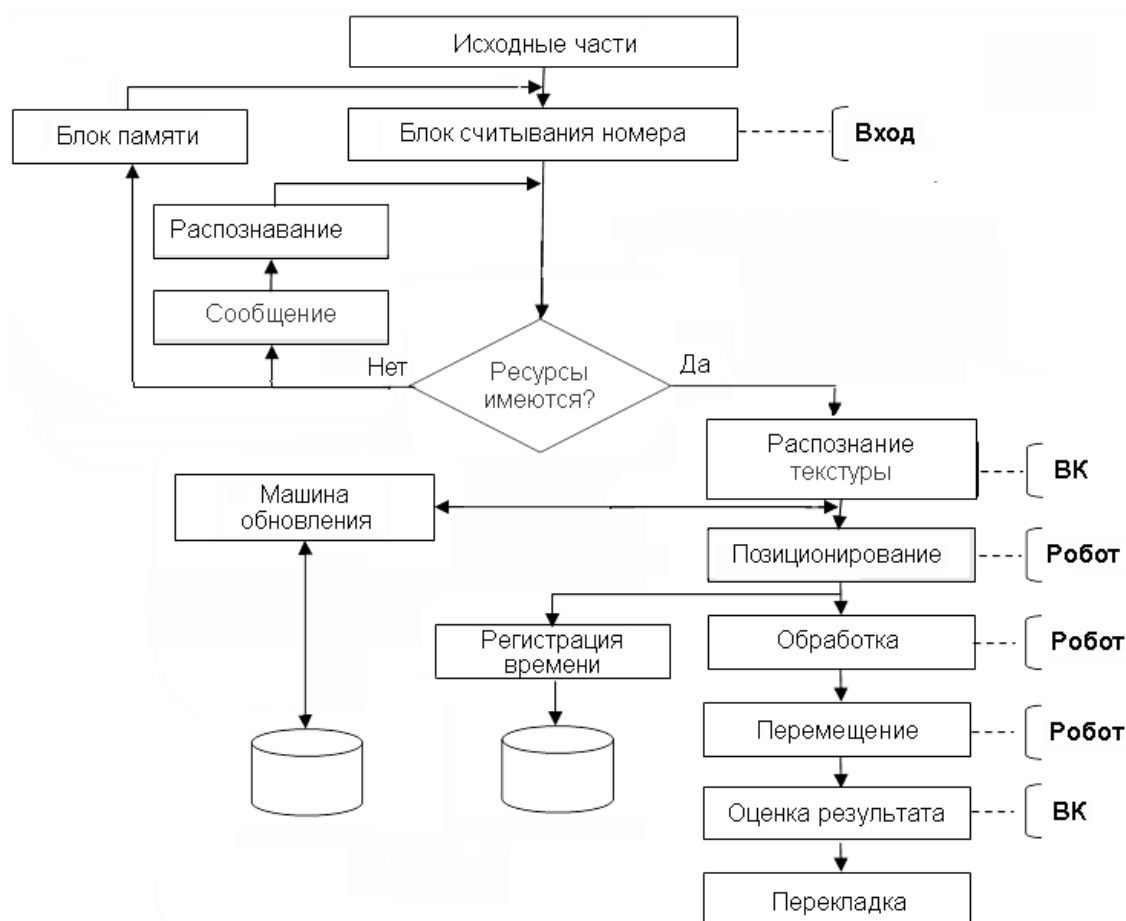 Исходные части
Блок памяти
Блок считывания номера
Вход
Распознавание
Сообщение
Нет
Да
Ресурсы
имеются?
Распознание
текстуры
ВК
Машина
обновления
Позиционирование
Робот
Регистрация
времени
Обработка
Робот
Перемещение
Робот
Оценка результата
ВК
Перекладка